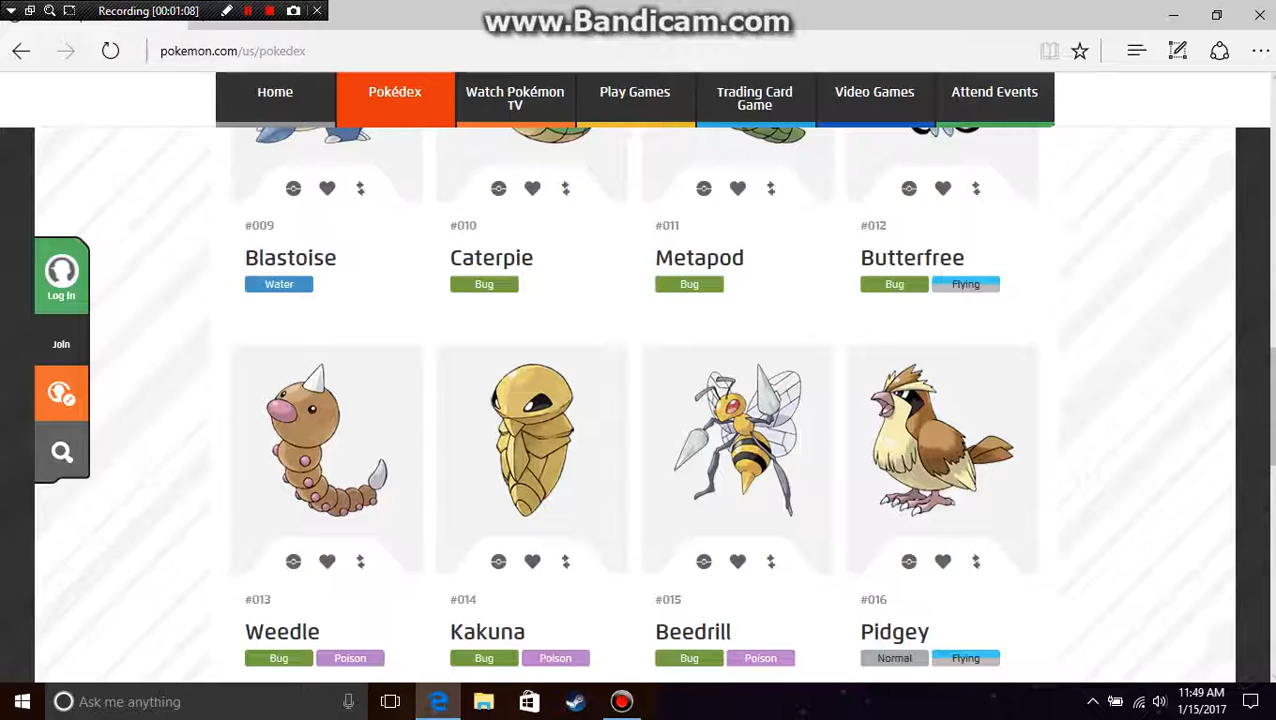 Recording [00:01:08]
www.Bandicam.com
pokemon.com/us/pokedex
Home
Pokédex
Watch Pokémon
TV
Play Games
Trading Card
Game
Video Games
Attend Events
#009
#010
#011
#012
Blastoise
Caterpie
Metapod
Butterfree
Water
Bug
Bug
Bug
Flying
Log In
Join
#013
#014
#015
#016
Weedle
Kakuna
Beedrill
Pidgey
Bug
Poison
Bug
Poison
Bug
Poison
Normal
Flying
Ask me anything
11:49 AM
1/15/2017